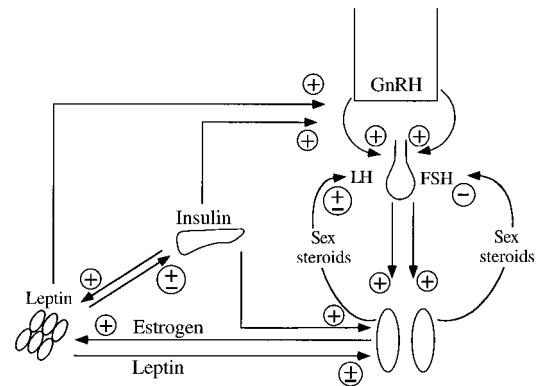 GnRH
+
+
+
+
LH
FSH
±
−
Insulin
Sex
steroids
Sex
steroids
+
±
+
+
Leptin
+
+
Estrogen
Leptin
±